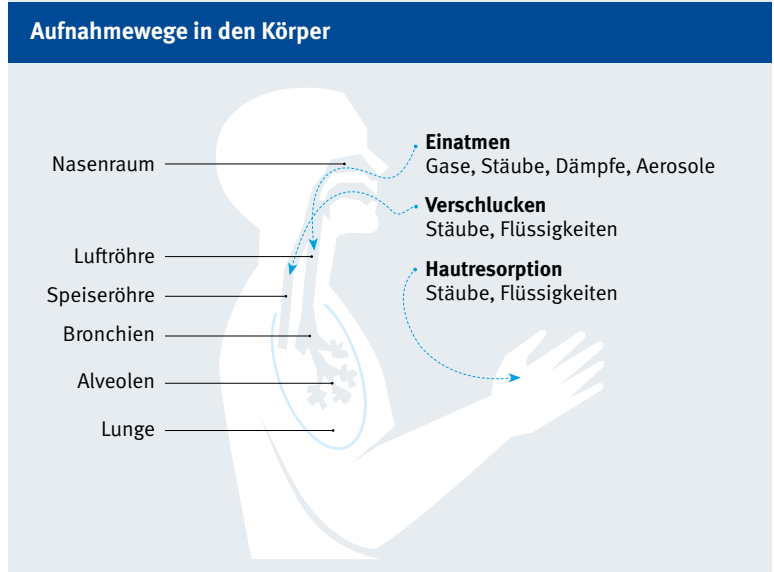 Aufnahmewege in den Körper
Nasenraum
Luftröhre
Speiseröhre
Bronchien
Alveolen
Lunge
Einatmen
Gase, Stäube, Dämpfe, Aerosole
Verschlucken
Stäube, Flüssigkeiten
Hautresorption
Stäube, Flüssigkeiten